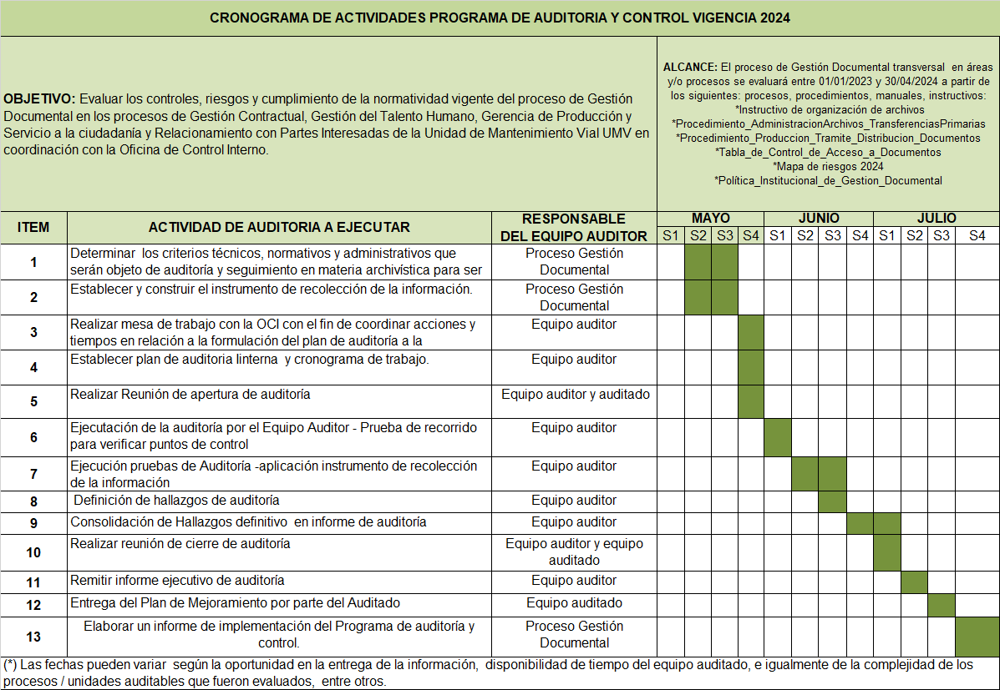 CRONOGRAMA DE ACTIVIDADES PROGRAMA DE AUDITORIA Y CONTROL VIGENCIA 2024
OBJETIVO: Evaluar los controles, riesgos y cumplimiento de la normatividad vigente del proceso de Gestión
Documental en los procesos de Gestión Contractual, Gestión del Talento Humano, Gerencia de Producción y
Servicio a la ciudadanía y Relacionamiento con Partes Interesadas de la Unidad de Mantenimiento Vial UMV en
coordinación con la Oficina de Control Interno.
ALCANCE: El proceso de Gestión Documental transversal en áreas
y/o procesos se evaluará entre 01/01/2023 y 30/04/2024 a partir de
los siguientes: procesos, procedimientos, manuales, instructivos:
*Instructivo de organización de archivos
*Procedimiento_AdministracionArchivos_TransferenciasPrimarias
*Procedimiento_Produccion_Tramite_Distribucion_Documentos
*Tabla_de_Control_de_Acceso_a_Documentos
*Mapa de riesgos 2024
*Política_Institucional_de_Gestion_Documental
ITEM
ACTIVIDAD DE AUDITORIA A EJECUTAR
RESPONSABLE
DEL EQUIPO AUDITOR
MAYO JUNIO JULIO
S1 S2 S3 S4 S1 S2 S3 S4 S1 S2 S3 S4
1
Determinar los criterios técnicos, normativos y administrativos que
serán objeto de auditoría y seguimiento en materia archivística para ser
Proceso Gestión
Documental
2
Establecer y construir el instrumento de recolección de la información.
Proceso Gestión
Documental
3
Realizar mesa de trabajo con la OCI con el fin de coordinar acciones y
tiempos en relación a la formulación del plan de auditoría a la
Equipo auditor
4
Establecer plan de auditoria Iinterna y cronograma de trabajo.
Equipo auditor
5
Realizar Reunión de apertura de auditoría
Equipo auditor y auditado
6
Ejecutación de la auditoría por el Equipo Auditor - Prueba de recorrido
para verificar puntos de control
Equipo auditor
7
Ejecución pruebas de Auditoría -aplicación instrumento de recolección
de la información
Equipo auditor
8
Definición de hallazgos de auditoría
Equipo auditor
9
Consolidación de Hallazgos definitivo en informe de auditoría
Equipo auditor
10
Realizar reunión de cierre de auditoría
Equipo auditor y equipo
auditado
11
Remitir informe ejecutivo de auditoría
Equipo auditor
12
Entrega del Plan de Mejoramiento por parte del Auditado
Equipo auditado
13
Elaborar un informe de implementación del Programa de auditoría y
control.
Proceso Gestión
Documental
(*) Las fechas pueden variar según la oportunidad en la entrega de la información, disponibilidad de tiempo del equipo auditado, e igualmente de la complejidad de los
procesos / unidades auditables que fueron evaluados, entre otros.